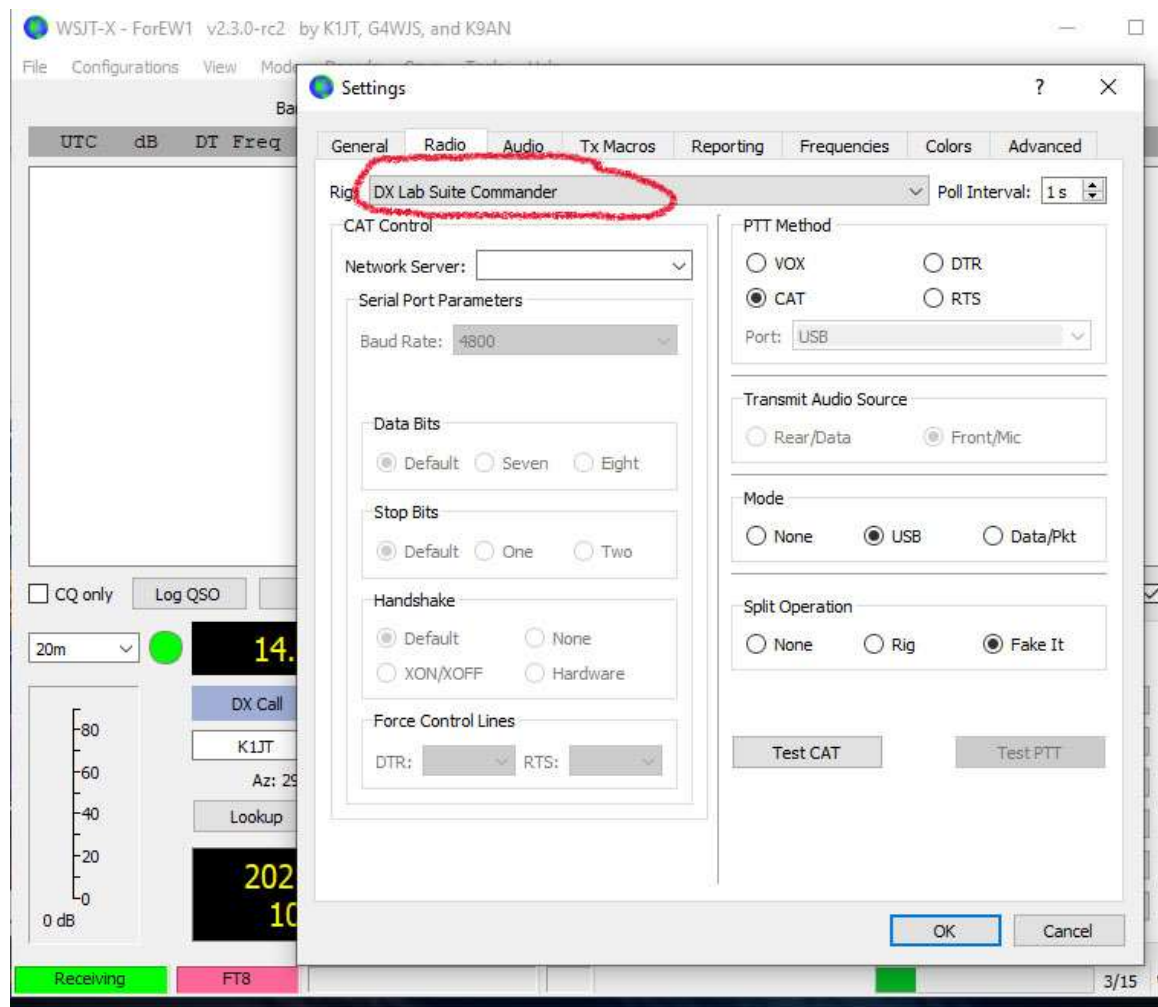 WSJT-X - ForEW1 v2.3.0-rc2 by K1JT, G4WJS, and K9AN
File Configurations View Mode
Settings
?
UTC dB DT Freq
General Radio Audio Tx Macros Reporting Frequencies Colors Advanced
Rig: DX Lab Suite Commander Poll Interval: 1 s
CAT Control
Network Server:
Serial Port Parameters
Baud Rate: 4800
Data Bits
Default Seven Eight
Stop Bits
Default One Two
Handshake
Default None
XON/XOFF Hardware
Force Control Lines
DTR: RTS:
PTT Method
VOX DTR
CAT RTS
Port: USB
Transmit Audio Source
Rear/Data Front/Mic
Mode
None USB Data/Pkt
Split Operation
None Rig Fake It
Test CAT Test PTT
OK Cancel
CQ only Log QSO
20m 14.
DX Call
K1JT
Az: 29
Lookup
202
10
80
60
40
20
0
0 dB
Receiving FT8 3/15